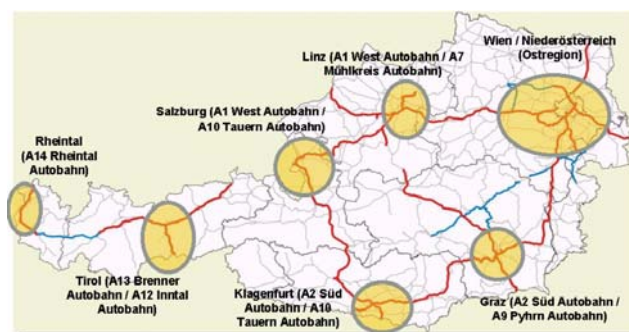 Linz (A1 West Autobahn / A7
Mühlkreis Autobahn)
Wien / Niederösterreich
(Ostregion)
Salzburg (A1 West Autobahn /
A10 Tauern Autobahn)
Rheintal
(A14 Rheintal
Autobahn)
Tirol (A13 Brenner
Autobahn / A12 Inntal
Autobahn)
Klagenfurt (A2 Süd
Autobahn / A10
Tauern Autobahn)
Graz (A2 Süd Autobahn /
A9 Pyhrn Autobahn)